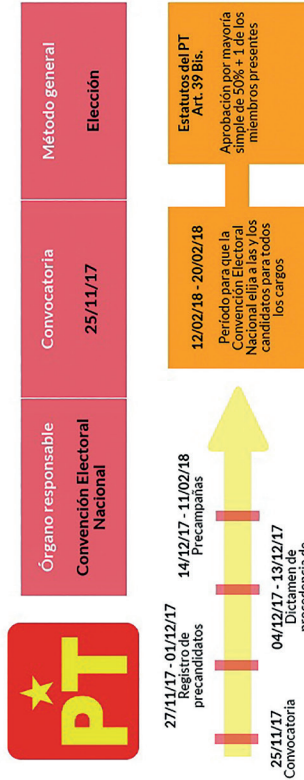 PT
Órgano responsable
Convención Electoral
Nacional
Convocatoria
25/11/17
Método general
Elección
25/11/17
Convocatoria
27/11/17 - 01/12/17
Registro de
precandidatos
04/12/17 - 13/12/17
Dictamen de
procedencia de
14/12/17 - 11/02/18
Precampañas
12/02/18 - 20/02/18
Período para que la
Convención Electoral
Nacional elija a las y los
candidatos para todos
los cargos
Estatutos del PT
Art. 39 Bis.
Aprobación por mayoría
simple de 50% + 1 de los
miembros presentes